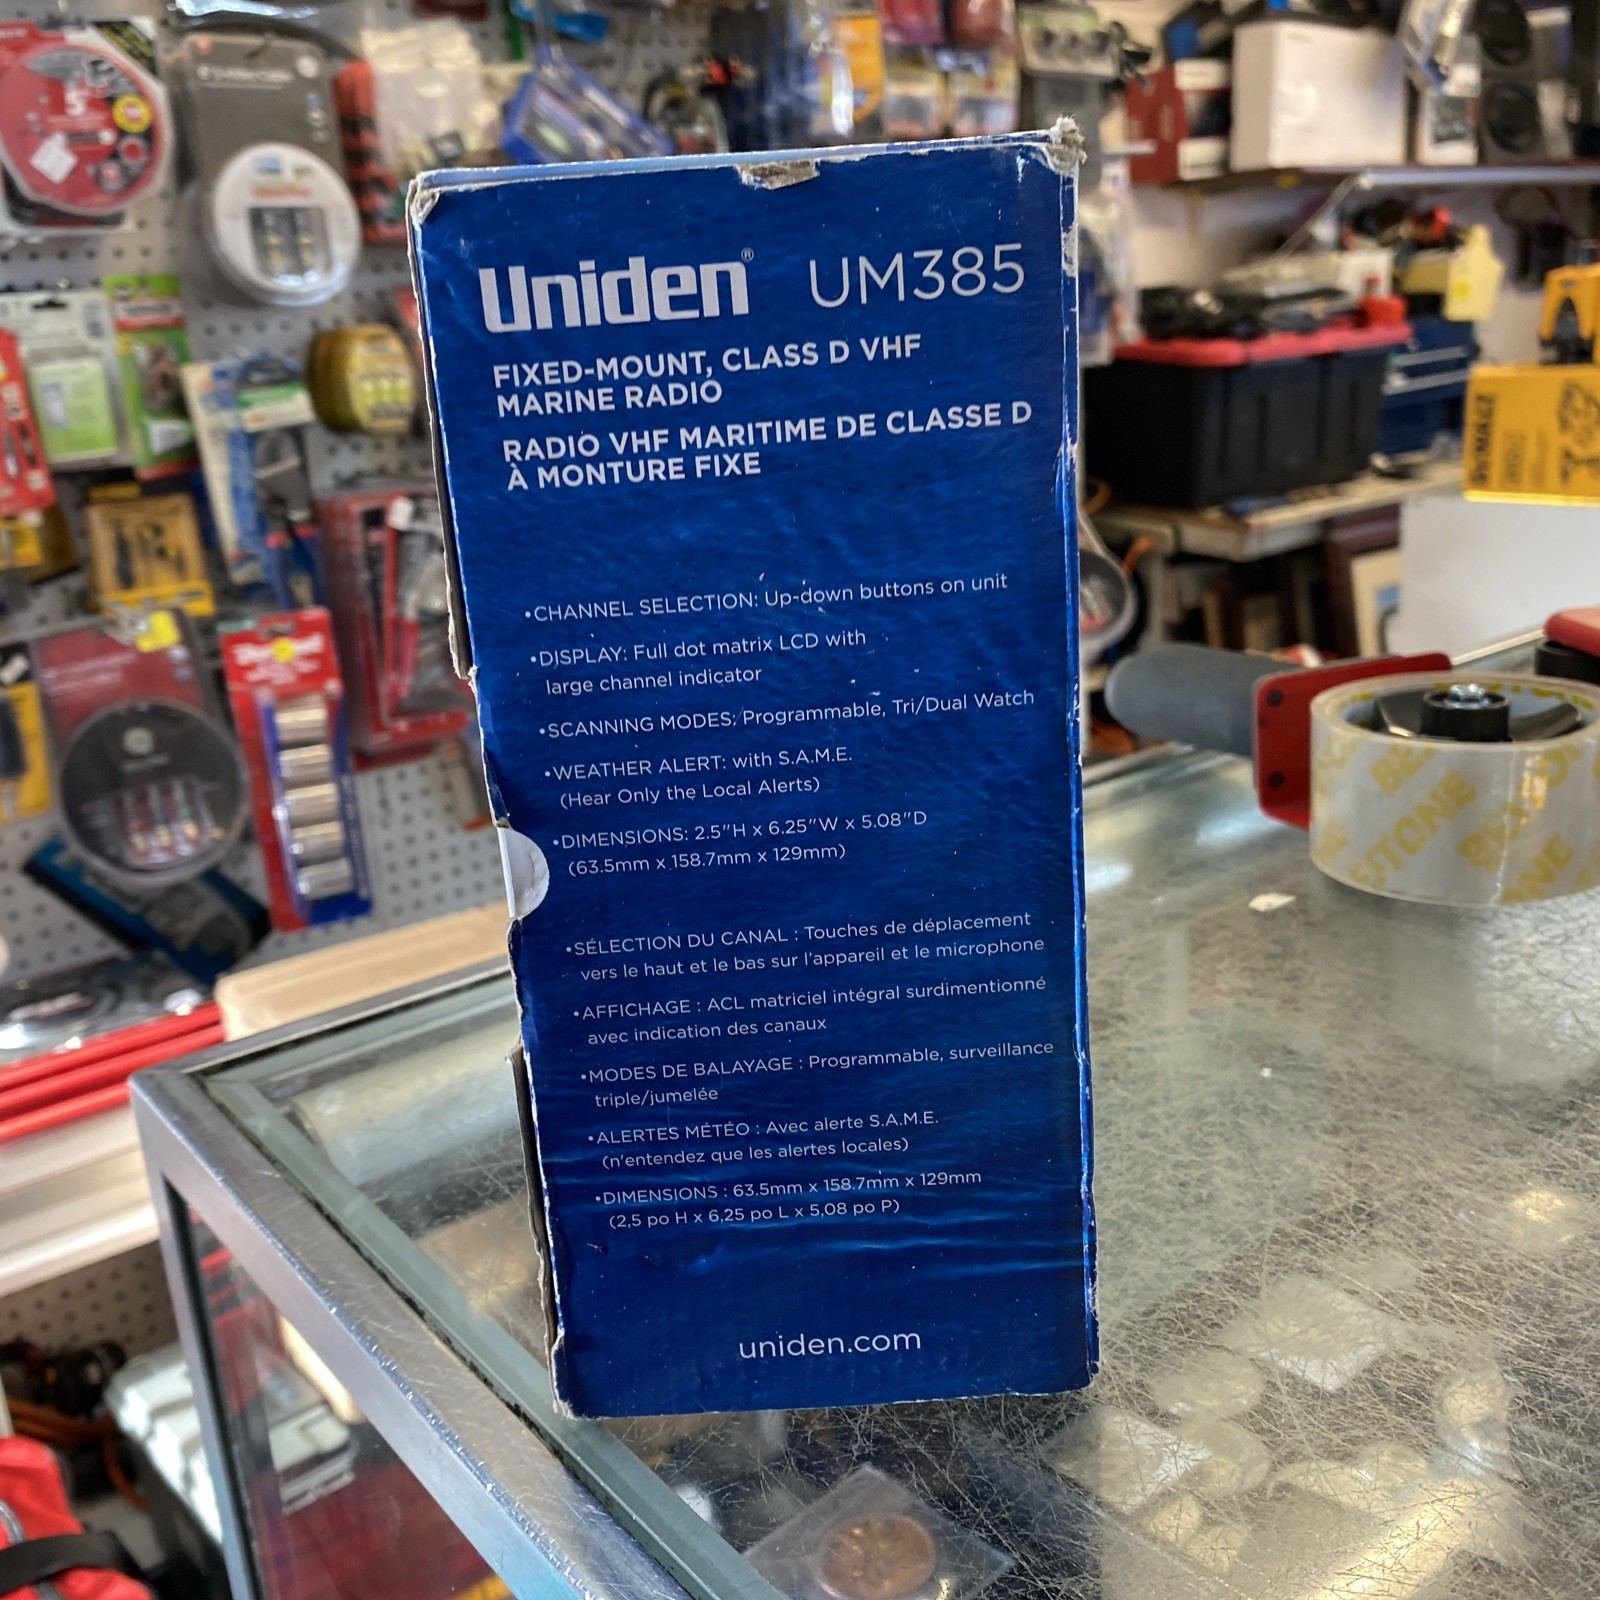 Uniden® UM385
FIXED-MOUNT, CLASS D VHF
MARINE RADIO
RADIO VHF MARITIME DE CLASSE D
À MONTURE FIXE
•CHANNEL SELECTION: Up-down buttons on unit
•DISPLAY: Full dot matrix LCD with
large channel indicator
•SCANNING MODES: Programmable, Tri/Dual Watch
•WEATHER ALERT: with S.A.M.E.
(Hear Only the Local Alerts)
•DIMENSIONS: 2.5"H x 6.25"W x 5.08"D
(63.5mm x 158.7mm x 129mm)
•SÉLECTION DU CANAL : Touches de déplacement
vers le haut et le bas sur l'appareil et le microphone
•AFFICHAGE : ACL matriciel intégral surdimentionné
avec indication des canaux
•MODES DE BALAYAGE : Programmable, surveillance
triple/jumelée
•ALERTES MÉTÉO : Avec alerte S.A.M.E.
(n'entendez que les alertes locales)
•DIMENSIONS : 63.5mm x 158.7mm x 129mm
(2,5 po H x 6,25 po L x 5,08 po P)
uniden.com
DEWALT